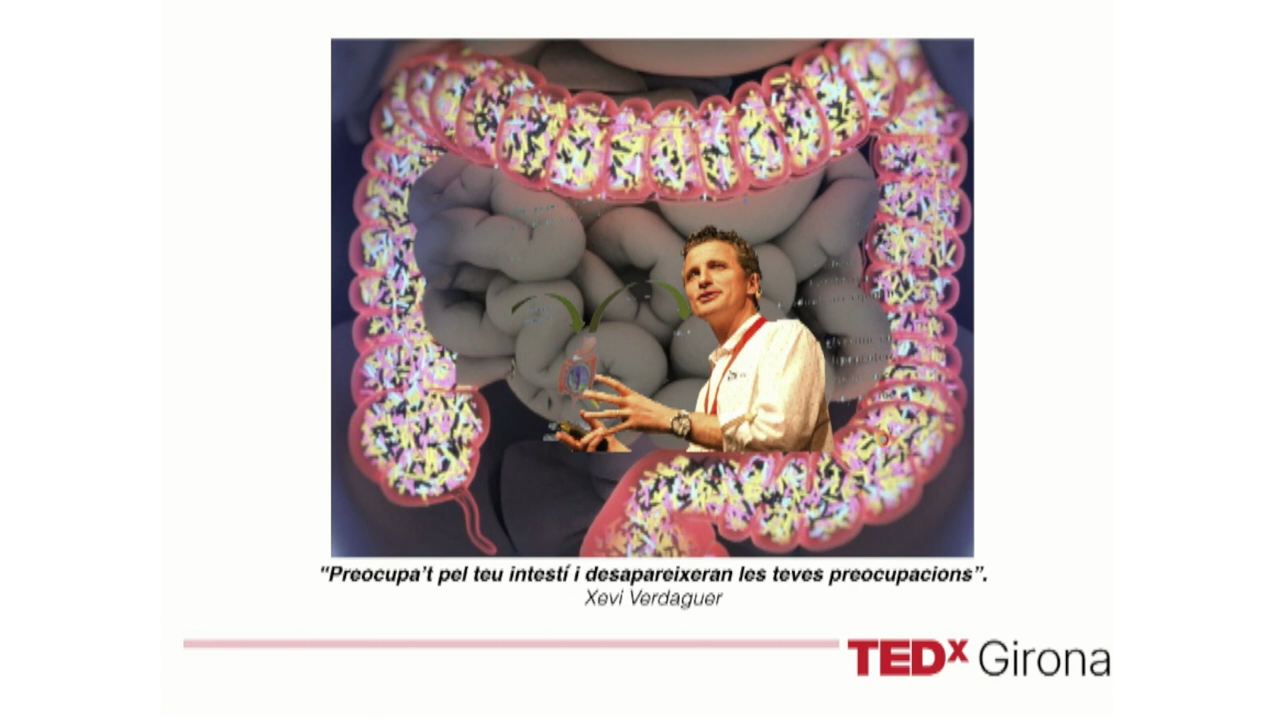 “Preocupa’t pel teu intestí i desapareixeran les teves preocupacions”.
Xevi Verdaguer
TEDx Girona